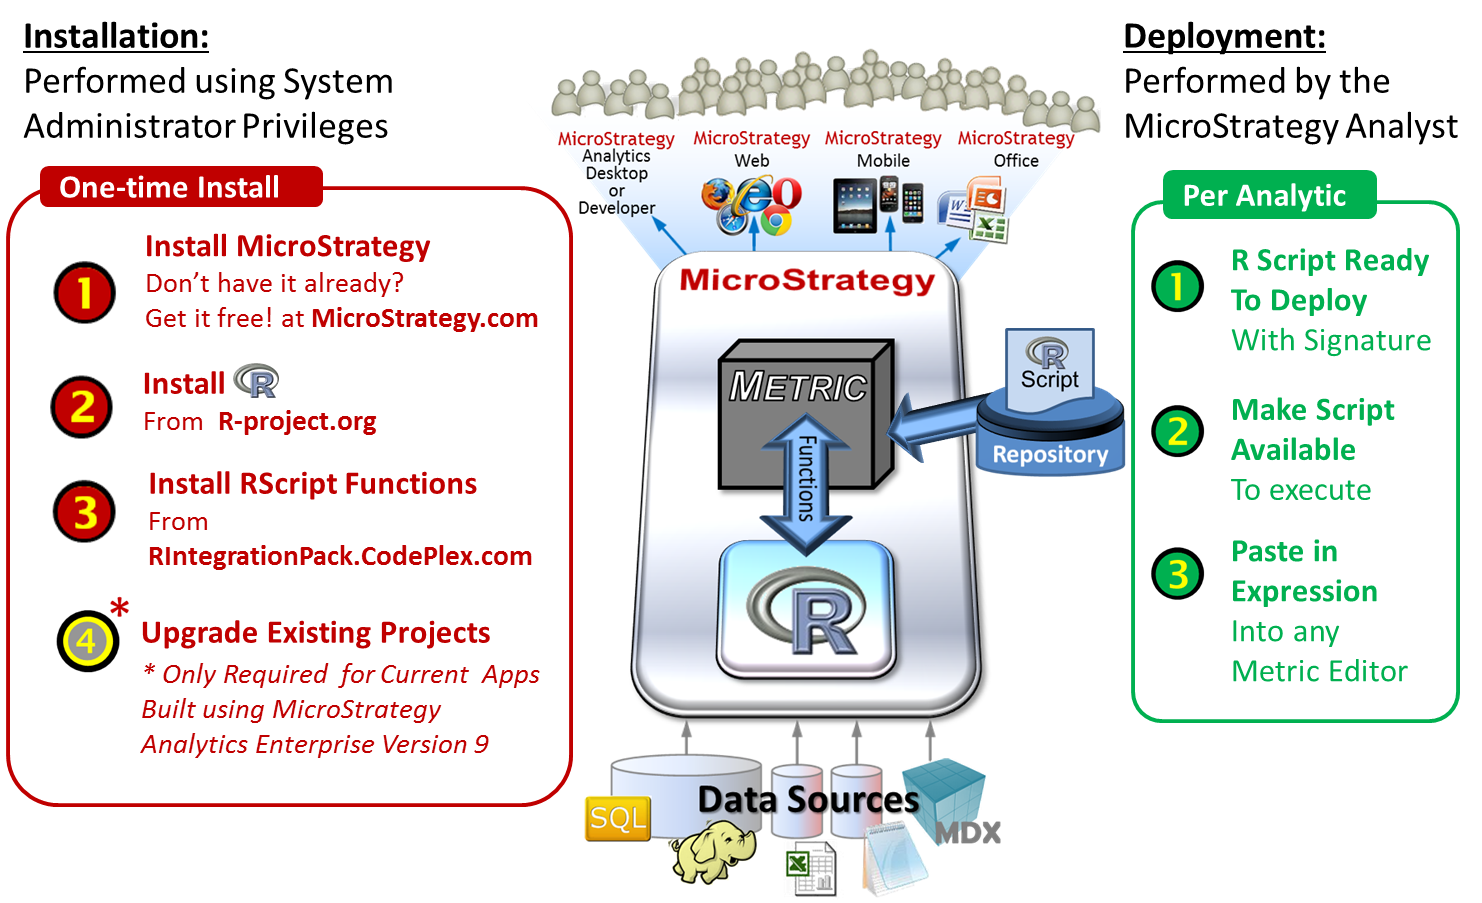 Installation:
Performed using System
Administrator Privileges
One-time Install
1
Install MicroStrategy
Don't have it already?
Get it free! at MicroStrategy.com
2
Install R
From R-project.org
3
Install RScript Functions
From
RIntegrationPack.CodePlex.com
4
*
Upgrade Existing Projects
* Only Required for Current Apps
Built using MicroStrategy
Analytics Enterprise Version 9
MicroStrategy
Analytics
Desktop
or
Developer
MicroStrategy
Web
MicroStrategy
Mobile
MicroStrategy
Office
MicroStrategy
METRIC
Functions
R
R
Script
Repository
Data Sources
SQL
MDX
Deployment:
Performed by the
MicroStrategy Analyst
Per Analytic
1
R Script Ready
To Deploy
With Signature
2
Make Script
Available
To execute
3
Paste in
Expression
Into any
Metric Editor